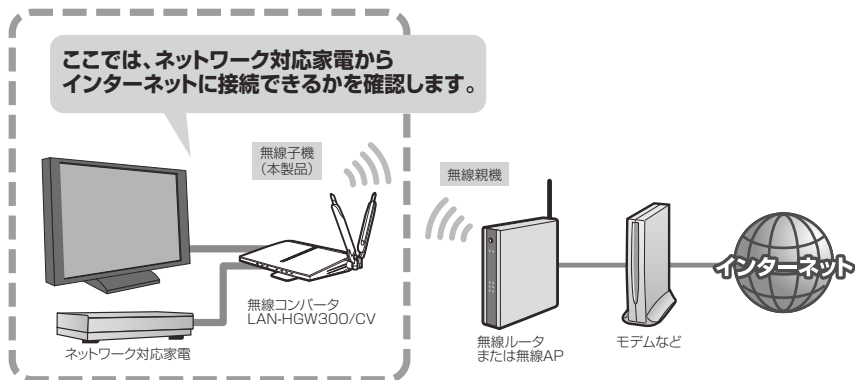 ここでは、ネットワーク対応家電から
インターネットに接続できるかを確認します。
無線子機
（本製品）
無線親機
無線コンバータ
LAN-HGW300/CV
ネットワーク対応家電
無線ルータ
または無線AP
モデムなど
インターネット